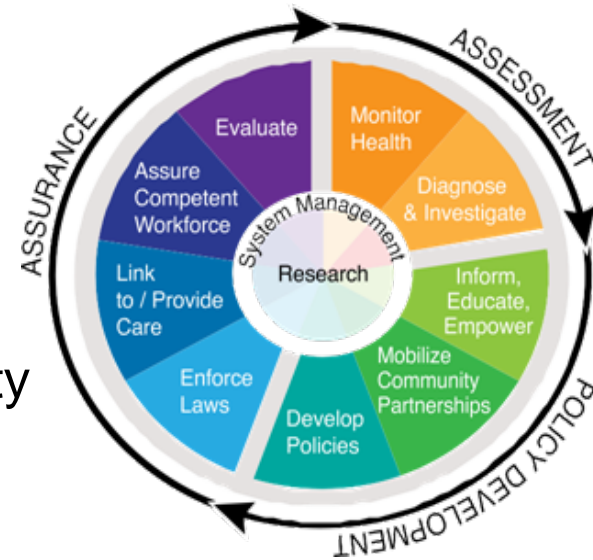 ASSESSMENT
Monitor
Health
Diagnose
& Investigate
Inform,
Educate,
Empower
Mobilize
Community
Partnerships
POLICY DEVELOPMENT
Develop
Policies
Enforce
Laws
Link
to / Provide
Care
Assure
Competent
Workforce
Evaluate
ASSURANCE
System Management
Research
ty